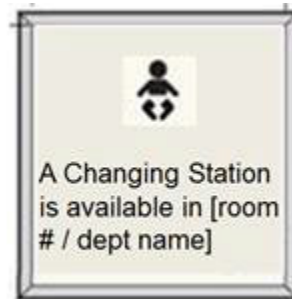 A Changing Station
is available in [room
# / dept name]